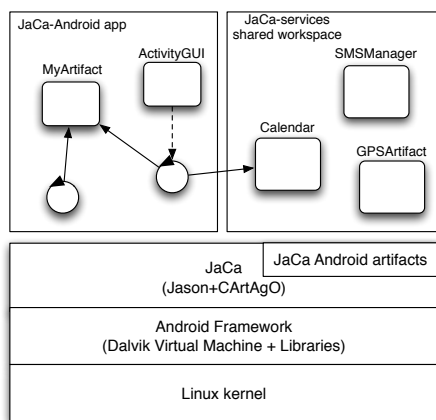 JaCa-Android app
JaCa-services
shared workspace
ActivityGUI
MyArtifact
SMSManager
Calendar
GPSArtifact
JaCa Android artifacts
JaCa
(Jason+CArtAgO)
Android Framework
(Dalvik Virtual Machine + Libraries)
Linux kernel